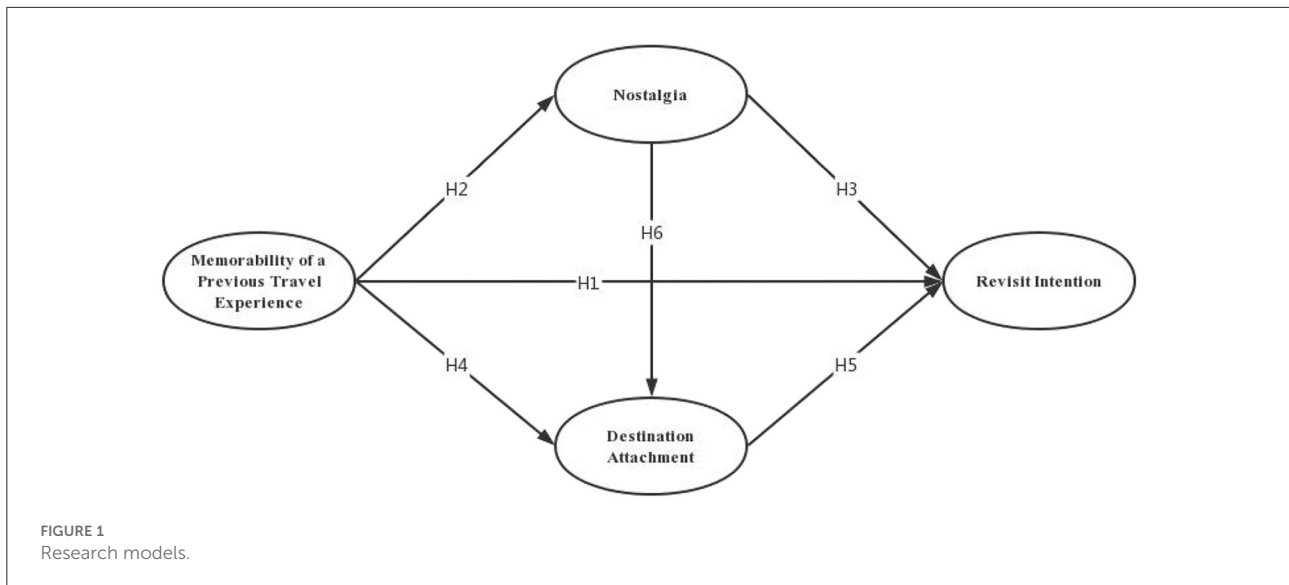 Nostalgia
H2
H3
H6
Memorability of a
Previous Travel
Experience
H1
Revisit Intention
H4
H5
Destination
Attachment
FIGURE 1
Research models.